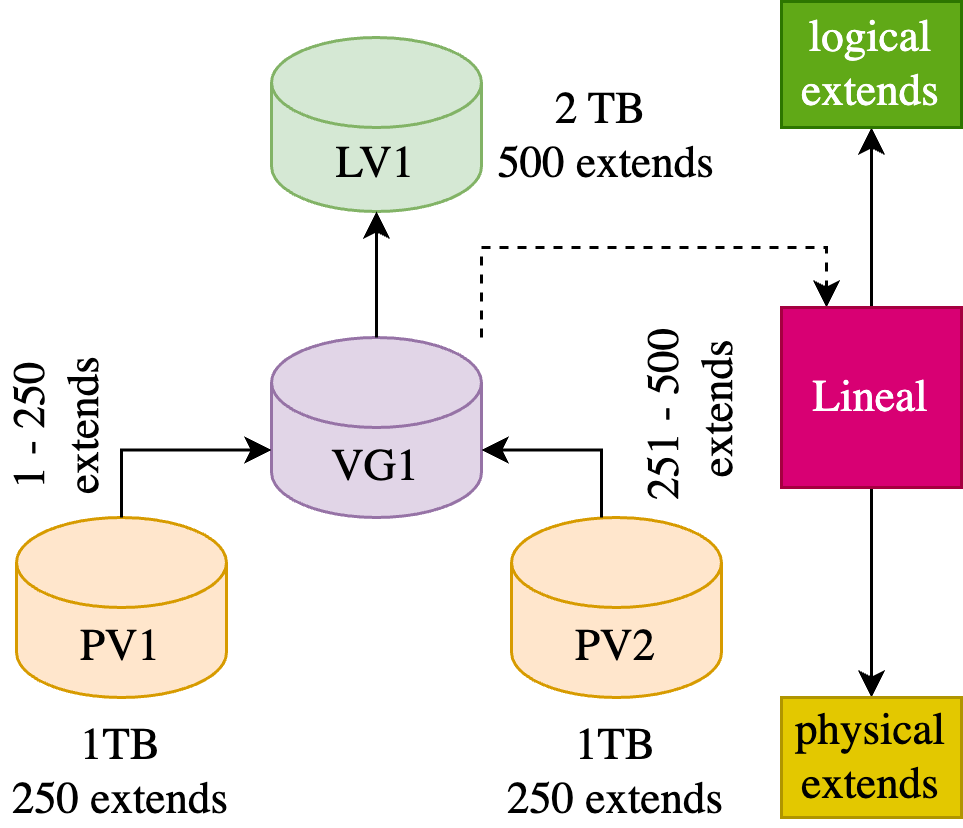 logical
extends
2 TB
500 extends
LV1
1 - 250
extends
VG1
251 - 500
extends
Lineal
PV1
PV2
1TB
250 extends
1TB
250 extends
physical
extends